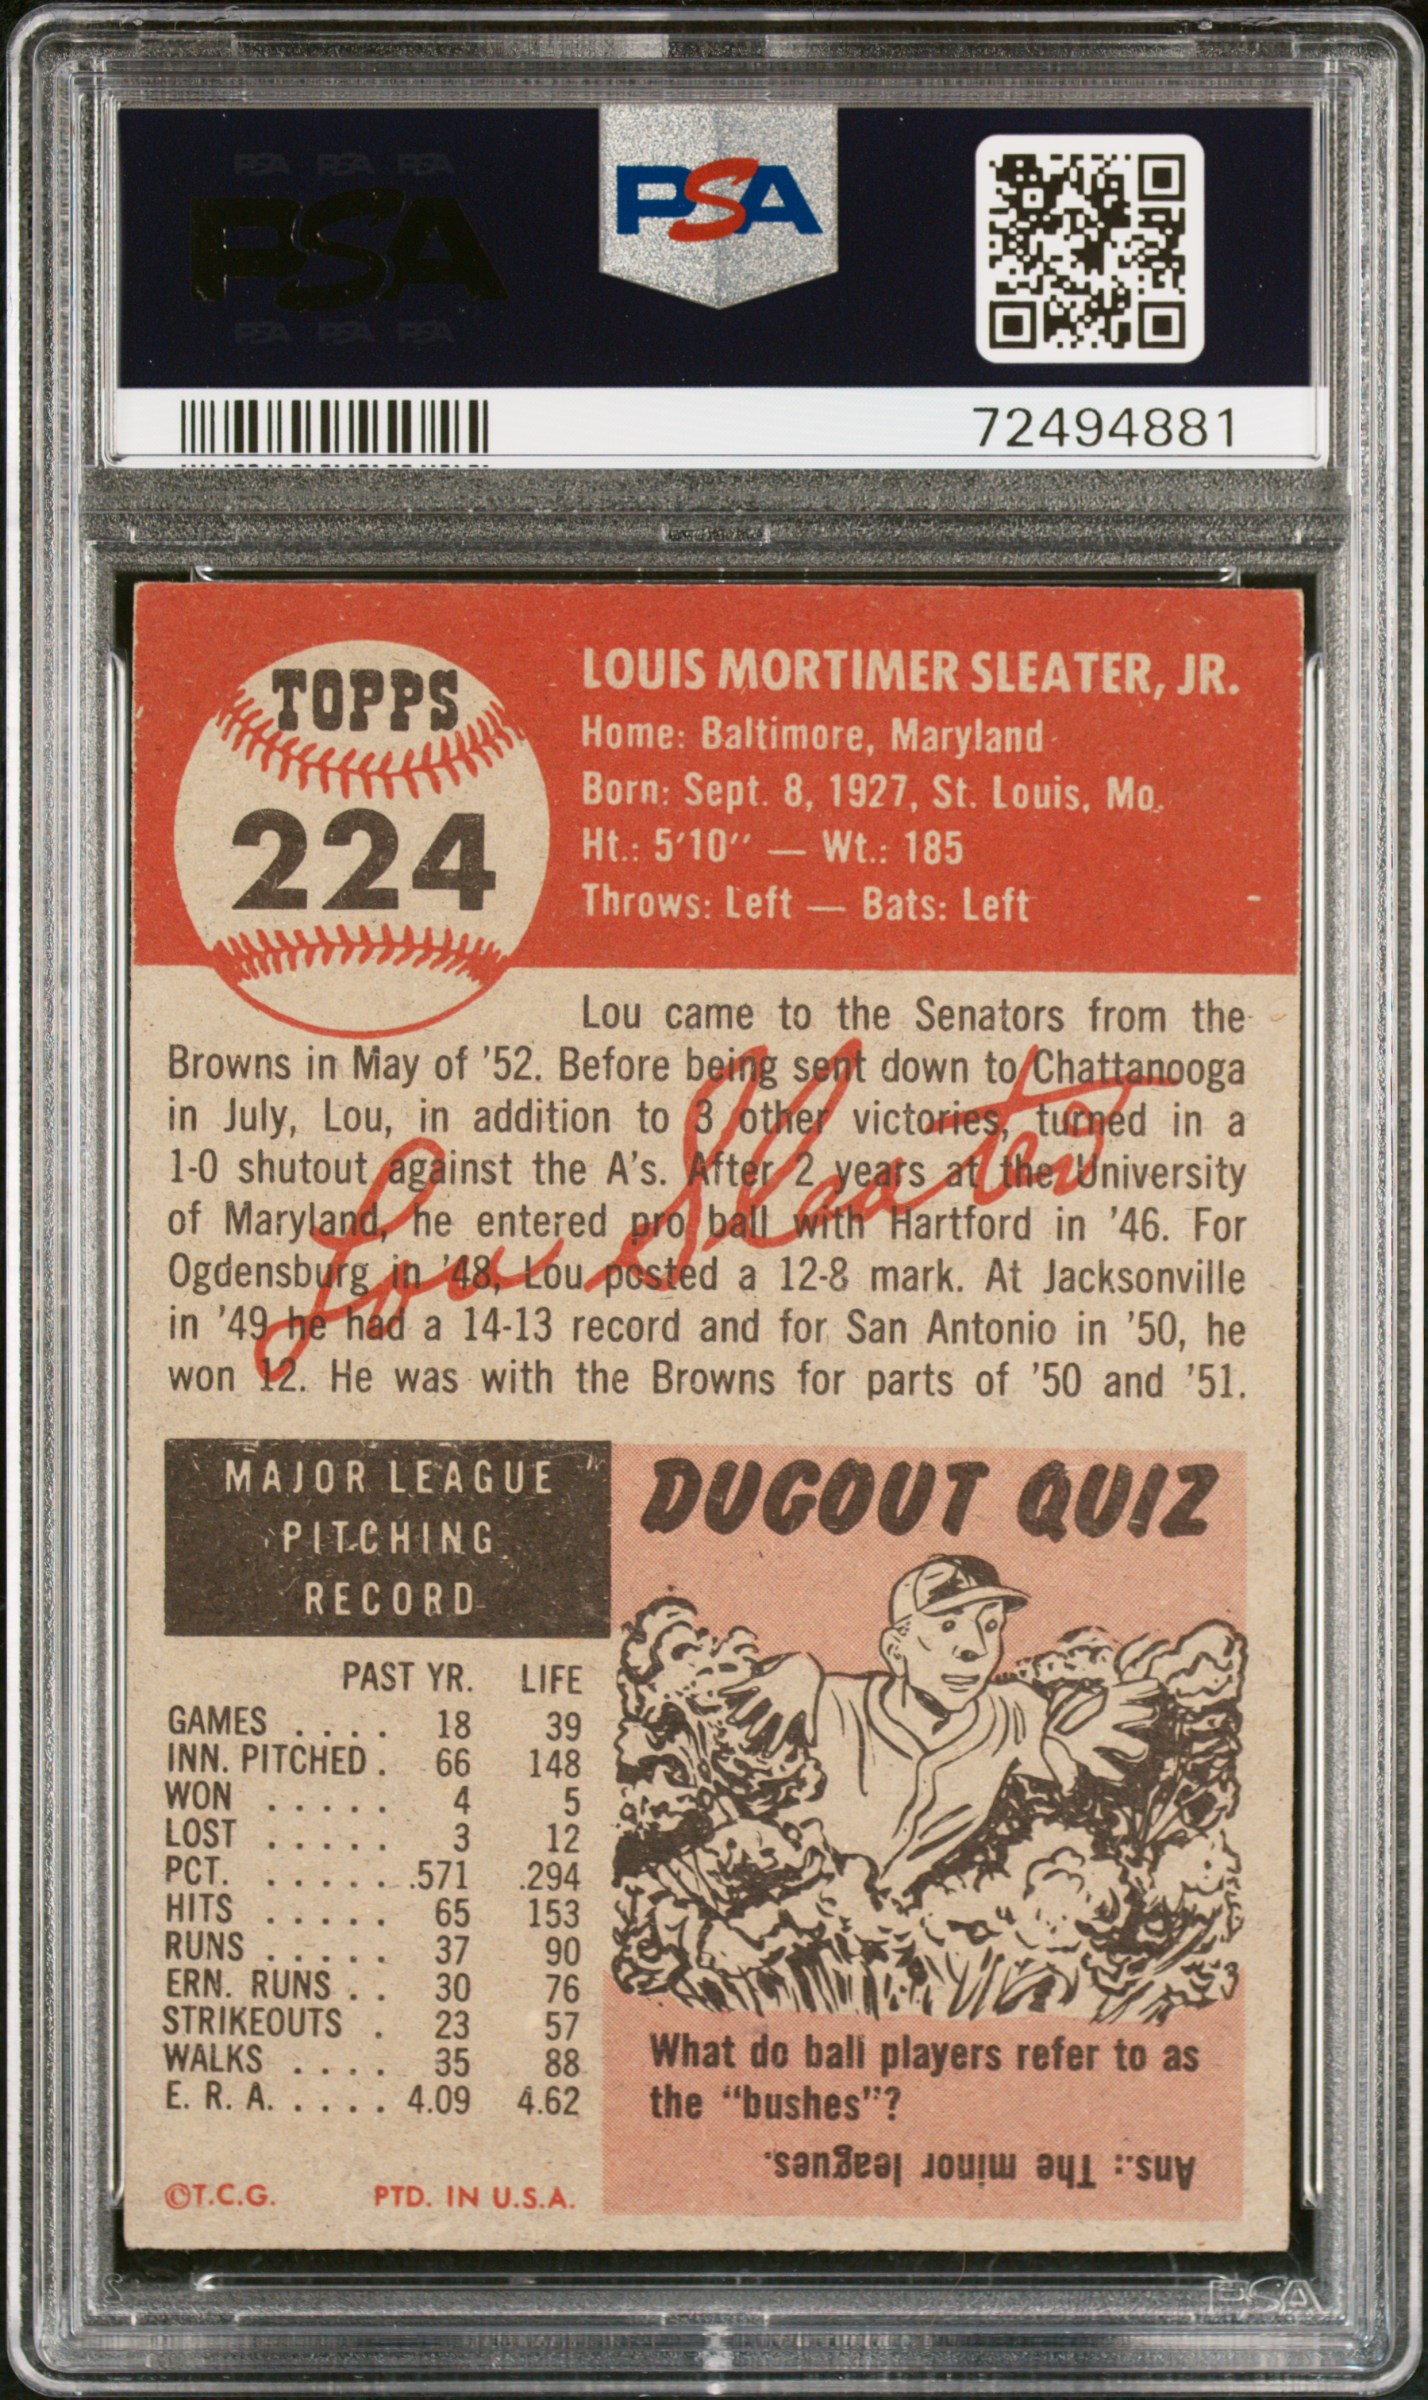 PSA PSA PSA
PSA
PSA PSA PSA
PSA
72494881
TOPPS
224
LOUIS MORTIMER SLEATER, JR.
Home: Baltimore, Maryland
Born: Sept. 8, 1927, St. Louis, Mo.
Ht.: 5'10'' — Wt.: 185
Throws: Left — Bats: Left
Lou came to the Senators from the
Browns in May of '52. Before being sent down to Chattanooga
in July, Lou, in addition to 3 other victories, turned in a
1-0 shutout against the A's. After 2 years at the University
of Maryland, he entered pro ball with Hartford in '46. For
Ogdensburg in '48, Lou posted a 12-8 mark. At Jacksonville
in '49 he had a 14-13 record and for San Antonio in '50, he
won 12. He was with the Browns for parts of '50 and '51.
Lou Sleater
MAJOR LEAGUE
PITCHING
RECORD
PAST YR. LIFE
GAMES . . . . 18 39
INN. PITCHED . 66 148
WON . . . . . 4 5
LOST . . . . . 3 12
PCT. . . . . . .571 .294
HITS . . . . . 65 153
RUNS . . . . . 37 90
ERN. RUNS . . 30 76
STRIKEOUTS . 23 57
WALKS . . . . 35 88
E. R. A. . . . . . 4.09 4.62
©T.C.G. PTD. IN U.S.A.
DUGOUT QUIZ
What do ball players refer to as
the "bushes"?
Ans.: The minor leagues.
PSA